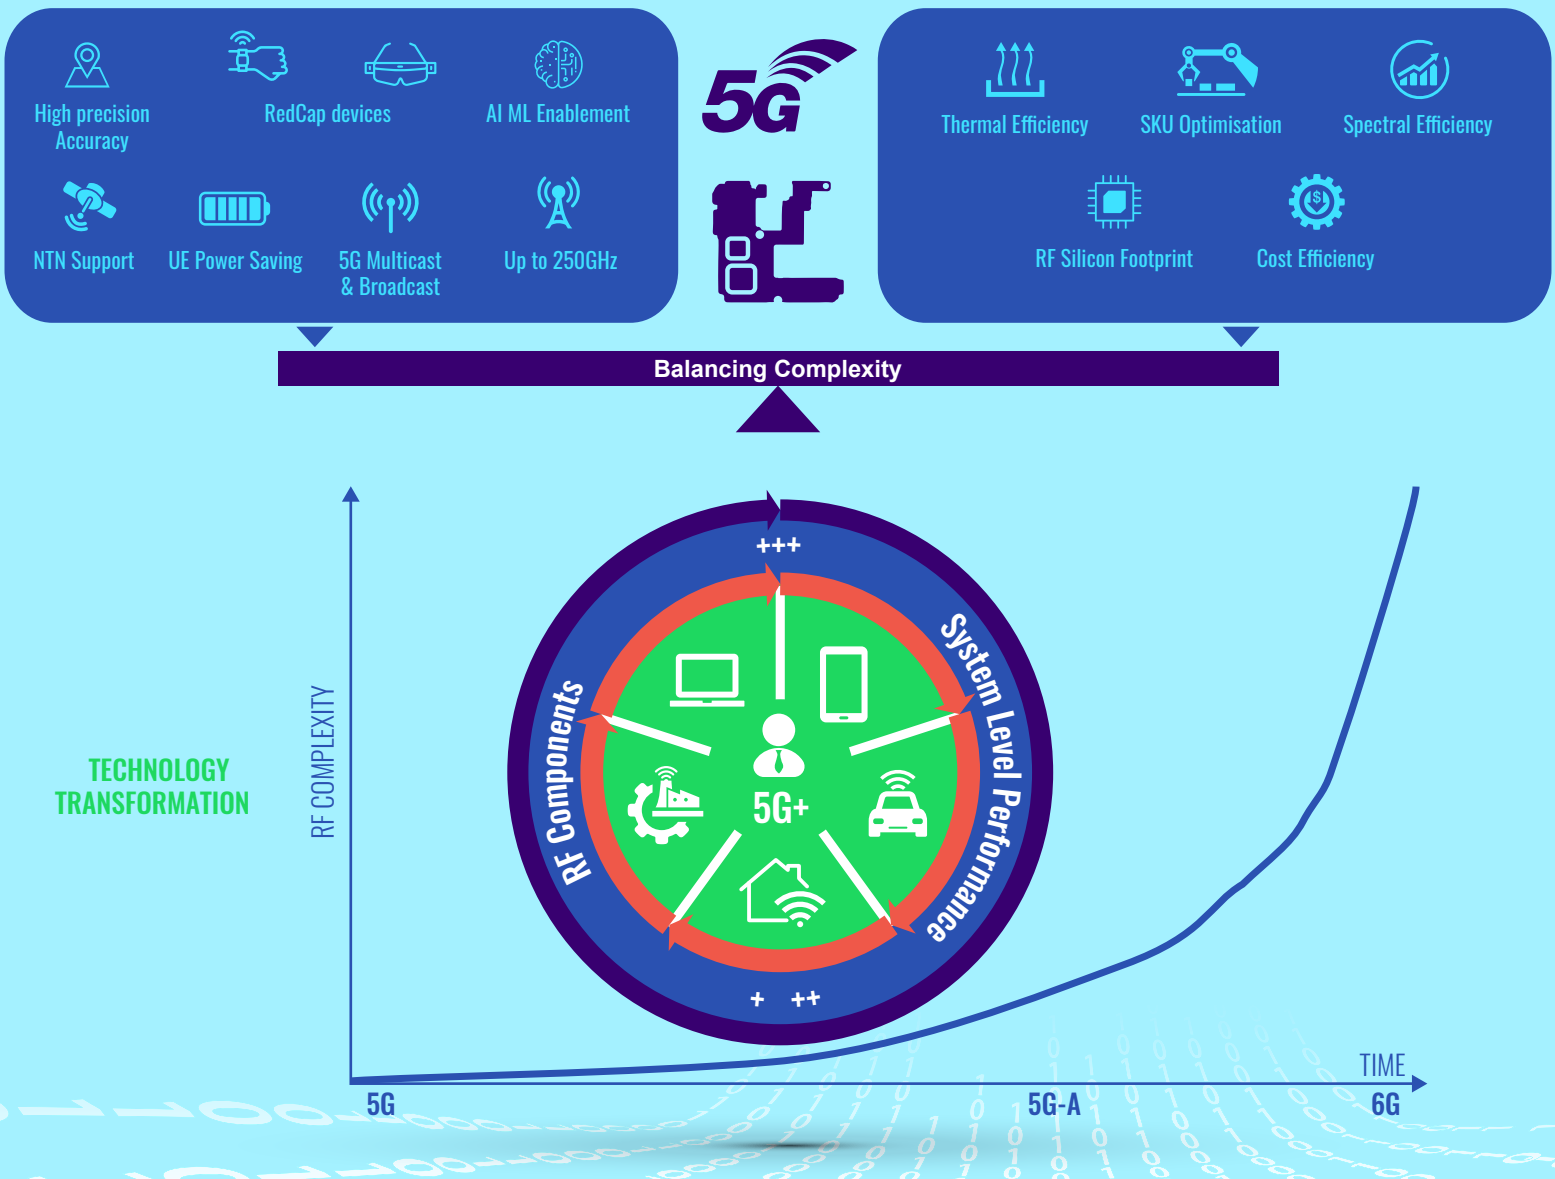 High precision
Accuracy
RedCap devices
AI ML Enablement
NTN Support
UE Power Saving
5G Multicast
& Broadcast
Up to 250GHz
5G
Thermal Efficiency
SKU Optimisation
Spectral Efficiency
$
RF Silicon Footprint
Cost Efficiency
Balancing Complexity
TECHNOLOGY
TRANSFORMATION
RF COMPLEXITY
+++
RF Components
System Level Performance
5G+
+ ++
TIME
5G
5G-A
6G